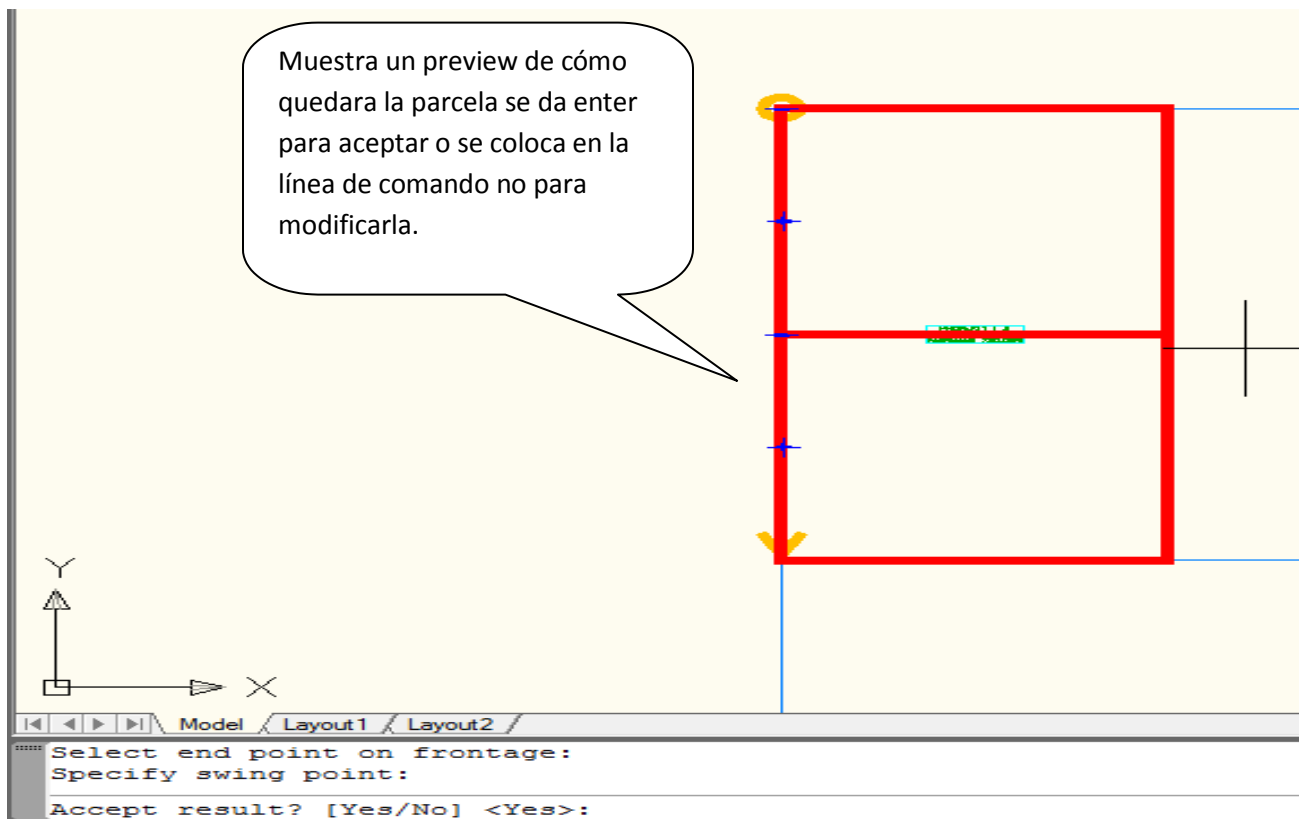 Muestra un preview de cómo
quedara la parcela se da enter
para aceptar o se coloca en la
línea de comando no para
modificarla.
Y
X
Model Layout1 Layout2
Select end point on frontage:
Specify swing point:
Accept result? [Yes/No] <Yes>: